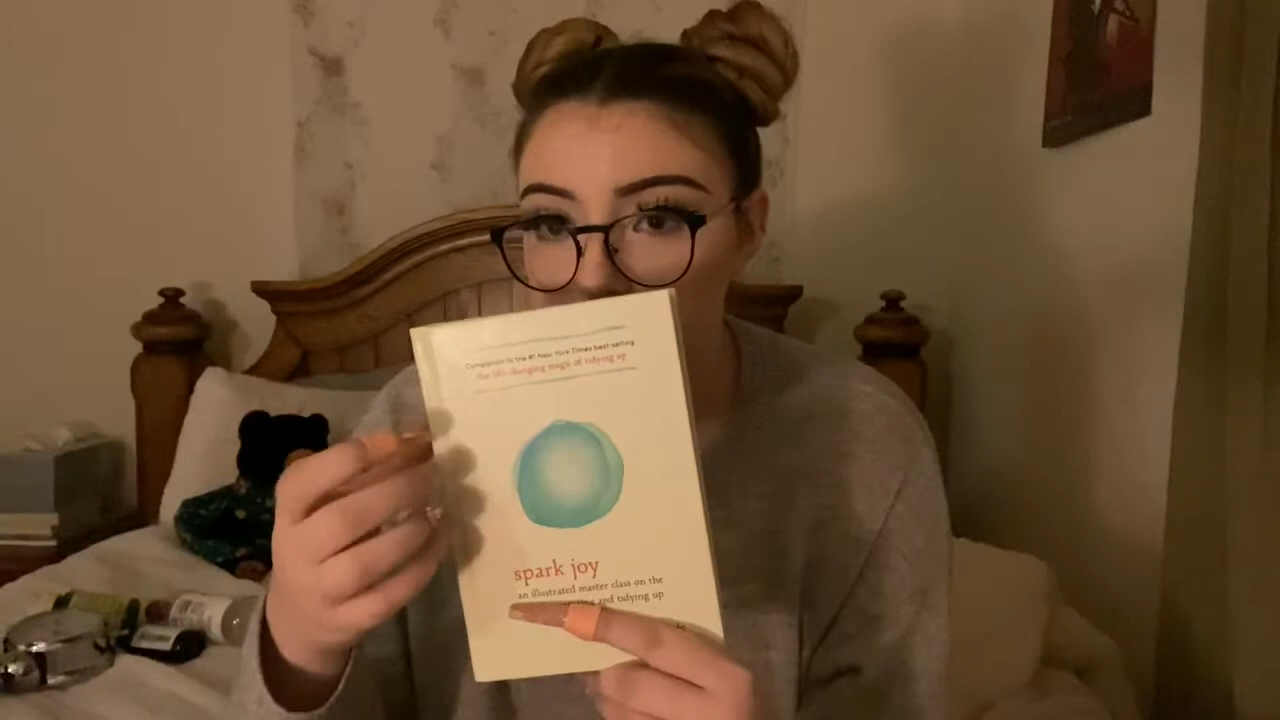 Companion to the #1 New York Times best-selling
the life-changing magic of tidying up
spark joy
an illustrated master class on the
and tidying up